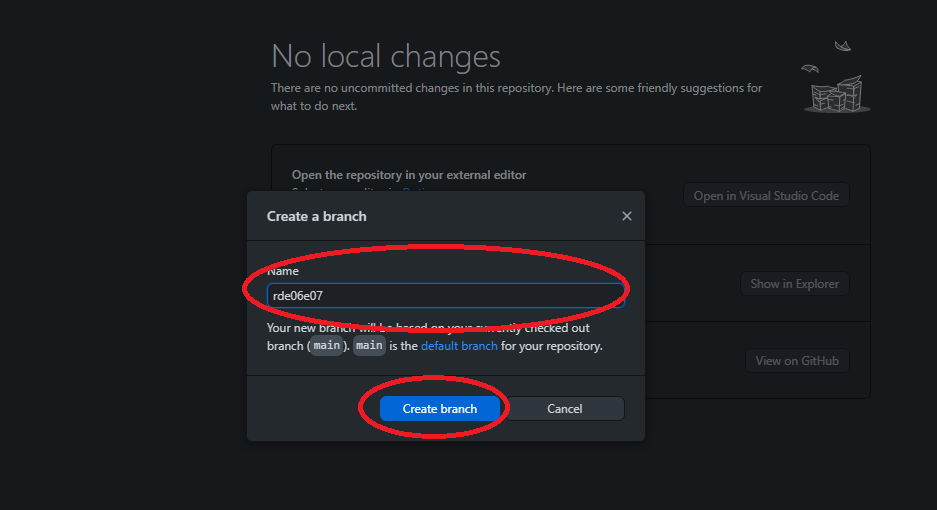 No local changes
There are no uncommitted changes in this repository. Here are some friendly suggestions for
what to do next.
Open the repository in your external editor
Open in Visual Studio Code
Create a branch
Name
rde06e07
Show in Explorer
Your new branch will be based on your currently checked out
branch (main). main is the default branch for your repository.
View on GitHub
Create branch
Cancel